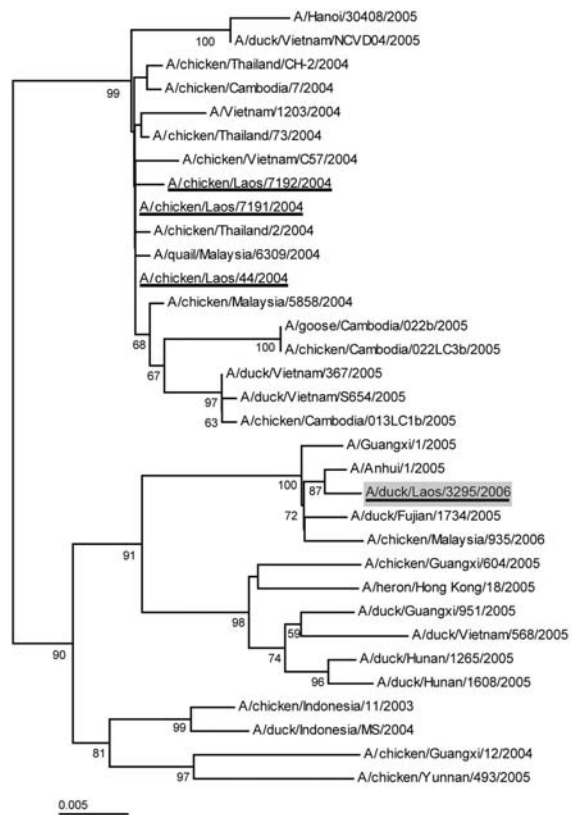 A/Hanoi/30408/2005
100
A/duck/Vietnam/NCVD04/2005
A/chicken/Thailand/CH-2/2004
99
A/chicken/Cambodia/7/2004
A/Vietnam/1203/2004
A/chicken/Thailand/73/2004
A/chicken/Vietnam/C57/2004
A/chicken/Laos/7192/2004
A/chicken/Laos/7191/2004
A/chicken/Thailand/2/2004
A/quail/Malaysia/6309/2004
A/chicken/Laos/44/2004
A/chicken/Malaysia/5858/2004
A/goose/Cambodia/022b/2005
68
100
A/chicken/Cambodia/022LC3b/2005
67
A/duck/Vietnam/367/2005
97
A/duck/Vietnam/S654/2005
63
A/chicken/Cambodia/013LC1b/2005
A/Guangxi/1/2005
A/Anhui/1/2005
100
87
A/duck/Laos/3295/2006
72
A/duck/Fujian/1734/2005
A/chicken/Malaysia/935/2006
91
A/chicken/Guangxi/604/2005
A/heron/Hong Kong/18/2005
98
A/duck/Guangxi/951/2005
59
A/duck/Vietnam/568/2005
90
74
A/duck/Hunan/1265/2005
96
A/duck/Hunan/1608/2005
A/chicken/Indonesia/11/2003
99
A/duck/Indonesia/MS/2004
81
A/chicken/Guangxi/12/2004
97
A/chicken/Yunnan/493/2005
0.005